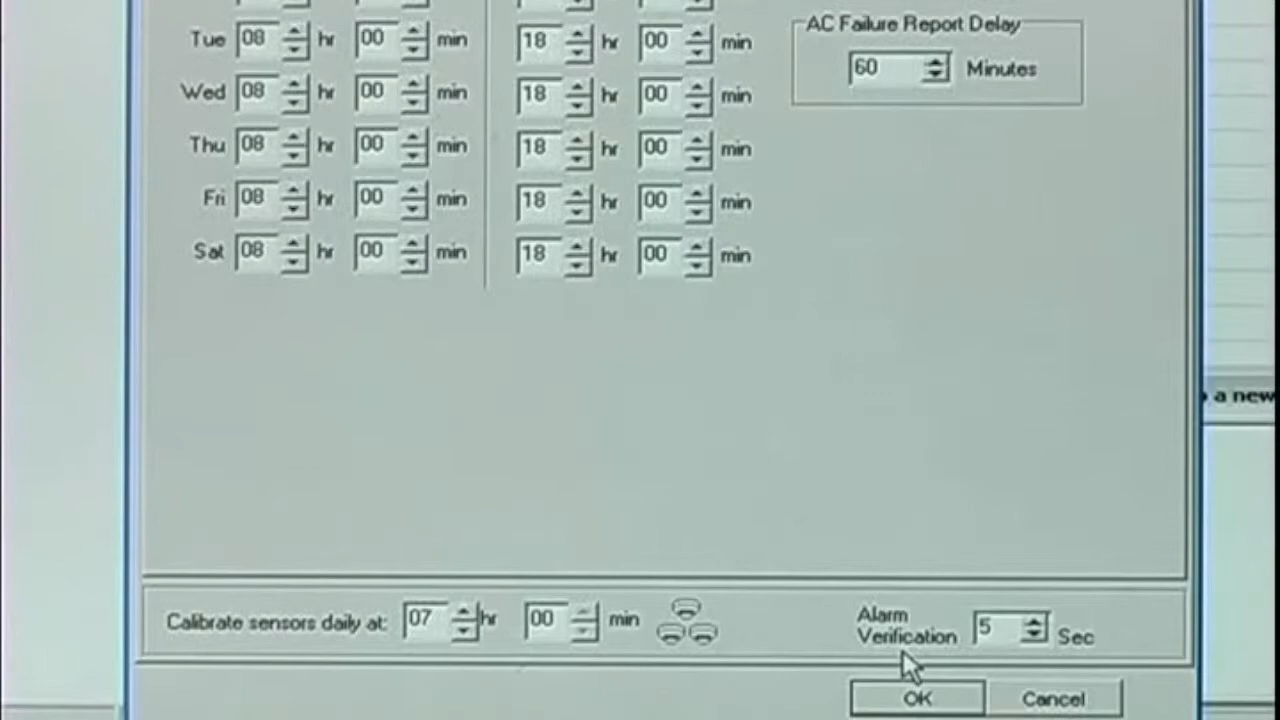 AC Failure Report Delay
Tue 08 hr 00 min 18 hr 00 min
60 Minutes
Wed 08 hr 00 min 18 hr 00 min
Thu 08 hr 00 min 18 hr 00 min
Fri 08 hr 00 min 18 hr 00 min
Sat 08 hr 00 min 18 hr 00 min
a new
Calibrate sensors daily at: 07 hr 00 min
Alarm
Verification 5 Sec
OK Cancel